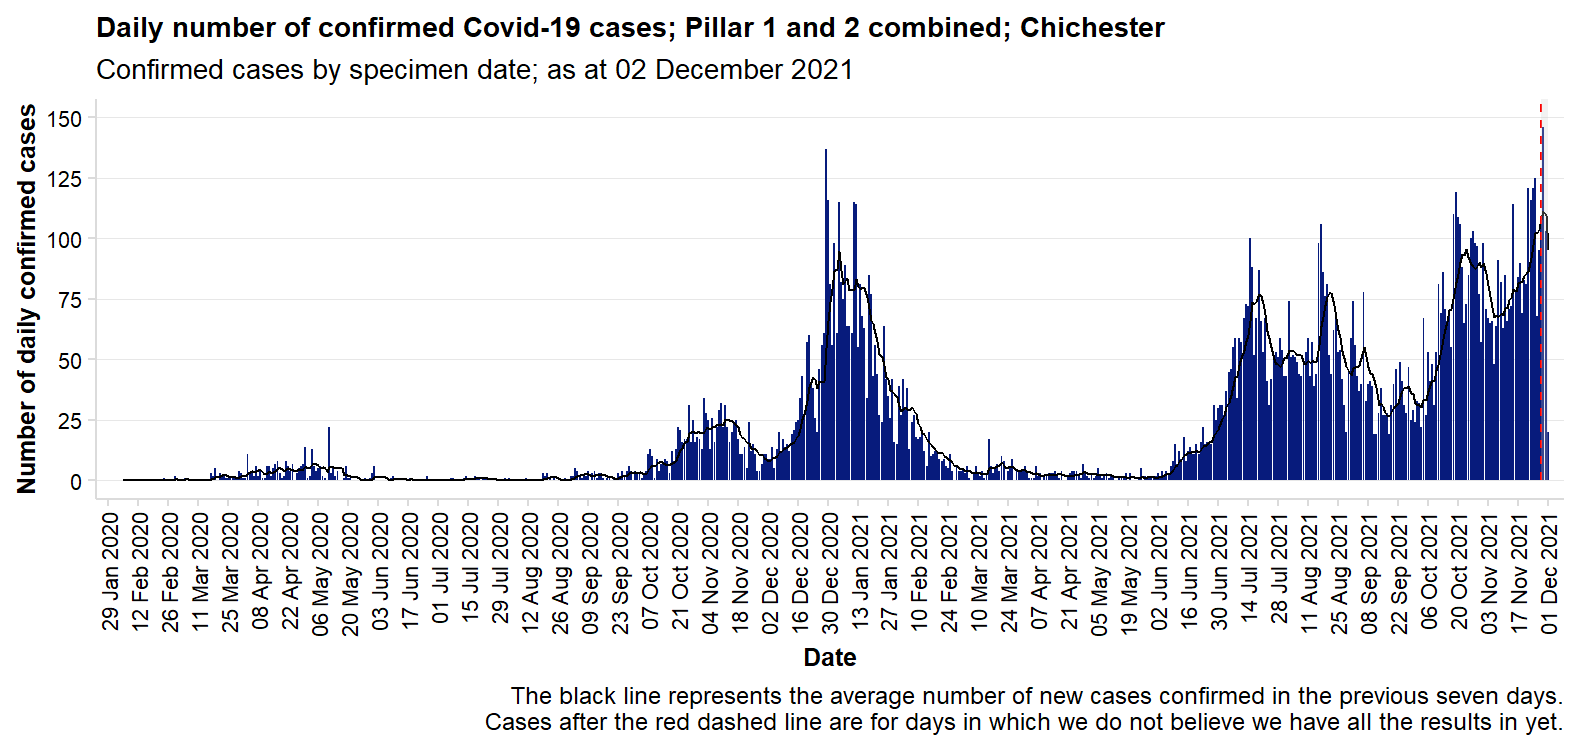 Daily number of confirmed Covid-19 cases; Pillar 1 and 2 combined; Chichester
Confirmed cases by specimen date; as at 02 December 2021
Number of daily confirmed cases
150
125
100
75
50
25
0
29 Jan 2020
12 Feb 2020
26 Feb 2020
11 Mar 2020
25 Mar 2020
08 Apr 2020
22 Apr 2020
06 May 2020
20 May 2020
03 Jun 2020
17 Jun 2020
01 Jul 2020
15 Jul 2020
29 Jul 2020
12 Aug 2020
26 Aug 2020
09 Sep 2020
23 Sep 2020
07 Oct 2020
21 Oct 2020
04 Nov 2020
18 Nov 2020
02 Dec 2020
16 Dec 2020
30 Dec 2020
13 Jan 2021
27 Jan 2021
10 Feb 2021
24 Feb 2021
10 Mar 2021
24 Mar 2021
07 Apr 2021
21 Apr 2021
05 May 2021
19 May 2021
02 Jun 2021
16 Jun 2021
30 Jun 2021
14 Jul 2021
28 Jul 2021
11 Aug 2021
25 Aug 2021
08 Sep 2021
22 Sep 2021
06 Oct 2021
20 Oct 2021
03 Nov 2021
17 Nov 2021
01 Dec 2021
Date
The black line represents the average number of new cases confirmed in the previous seven days.
Cases after the red dashed line are for days in which we do not believe we have all the results in yet.